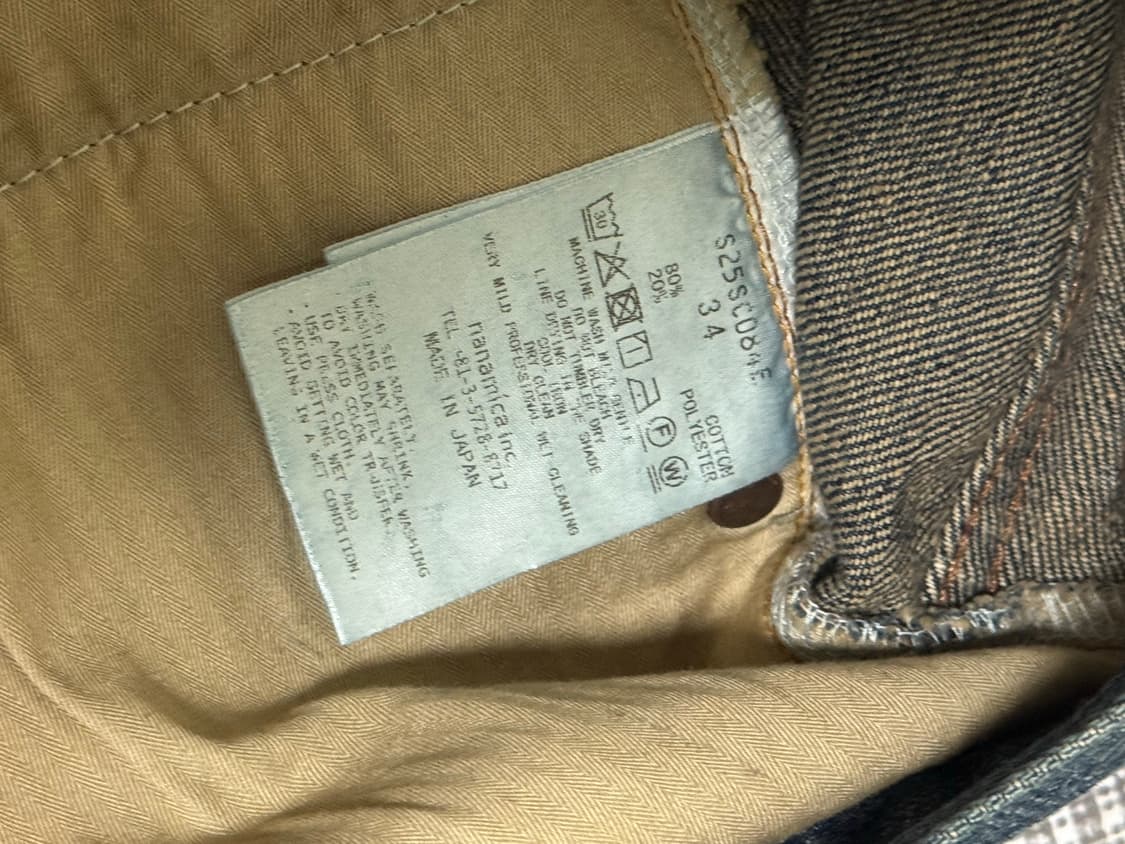 S25SC084E
34
80% COTTON
20% POLYESTER
30
F
W
MACHINE WASH GENTLE
DO NOT BLEACH
DO NOT TUMBLE DRY
LINE DRYING IN THE SHADE
COOL IRON
DRY CLEAN
VERY MILD PROFESSIONAL WET CLEANING
nanamica inc.
TEL +81-3-5728-8717
MADE IN JAPAN
WASH SEPARATELY.
WASHING MAY SHRINK.
DRY IMMEDIATELY AFTER WASHING
TO AVOID COLOR TRANSFER.
・USE PRESS CLOTH.
・AVOID GETTING WET AND
LEAVING IN A WET CONDITION.